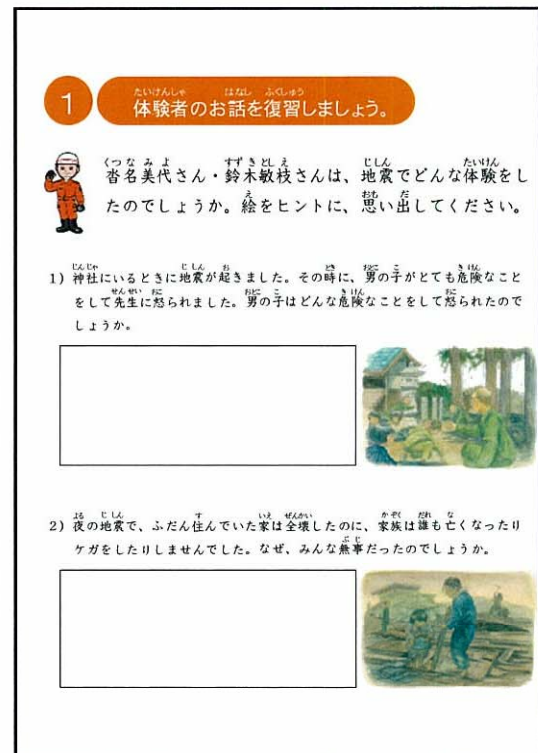 1
体験者のお話を復習しましょう。
沓名美代さん・鈴木敏枝さんは、地震でどんな体験をし
たのでしょうか。絵をヒントに、思い出してください。
1) 神社にいるときに地震が起きました。その時に、男の子がとても危険なこと
をして先生に怒られました。男の子はどんな危険なことをして怒られたので
しょうか。
2) 夜の地震で、ふだん住んでいた家は全壊したのに、家族は誰も亡くなったり
ケガをしたりしませんでした。なぜ、みんな無事だったのでしょうか。